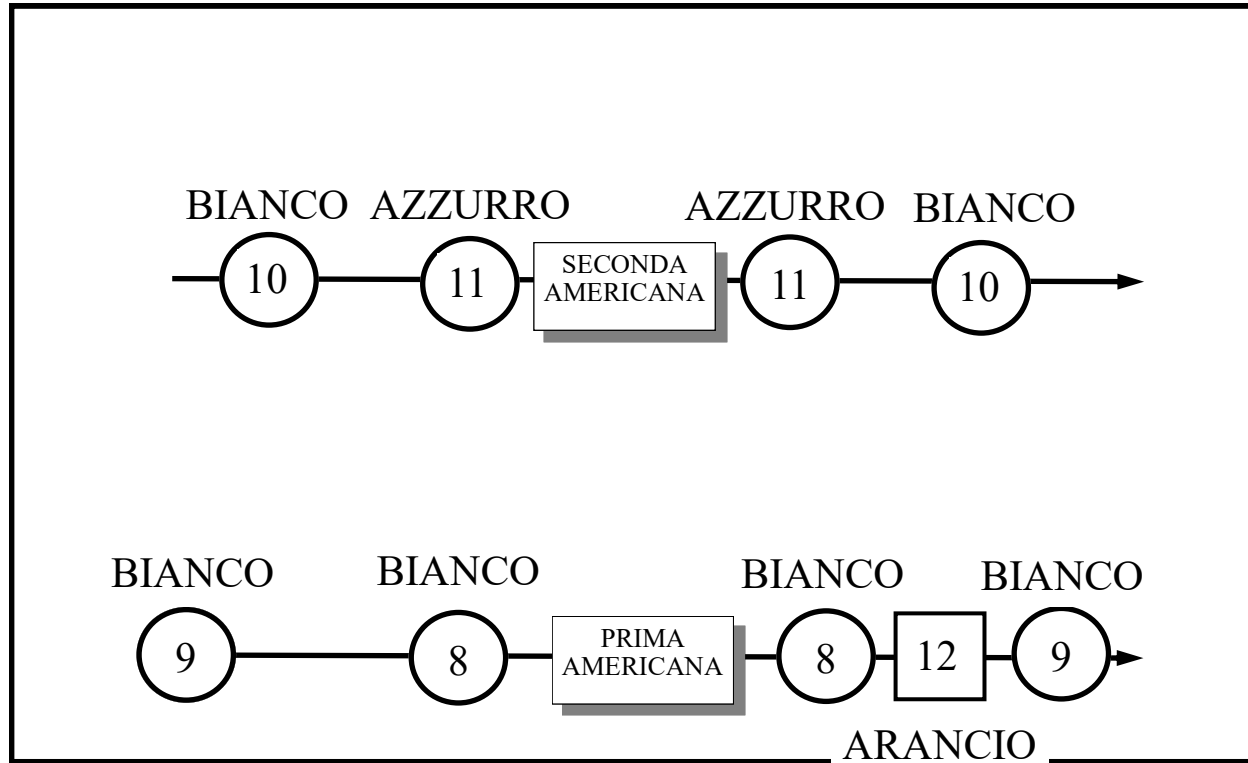 BIANCO AZZURRO AZZURRO BIANCO
10 11 SECONDA AMERICANA 11 10
BIANCO BIANCO BIANCO BIANCO
9 8 PRIMA AMERICANA 8 12 9
ARANCIO